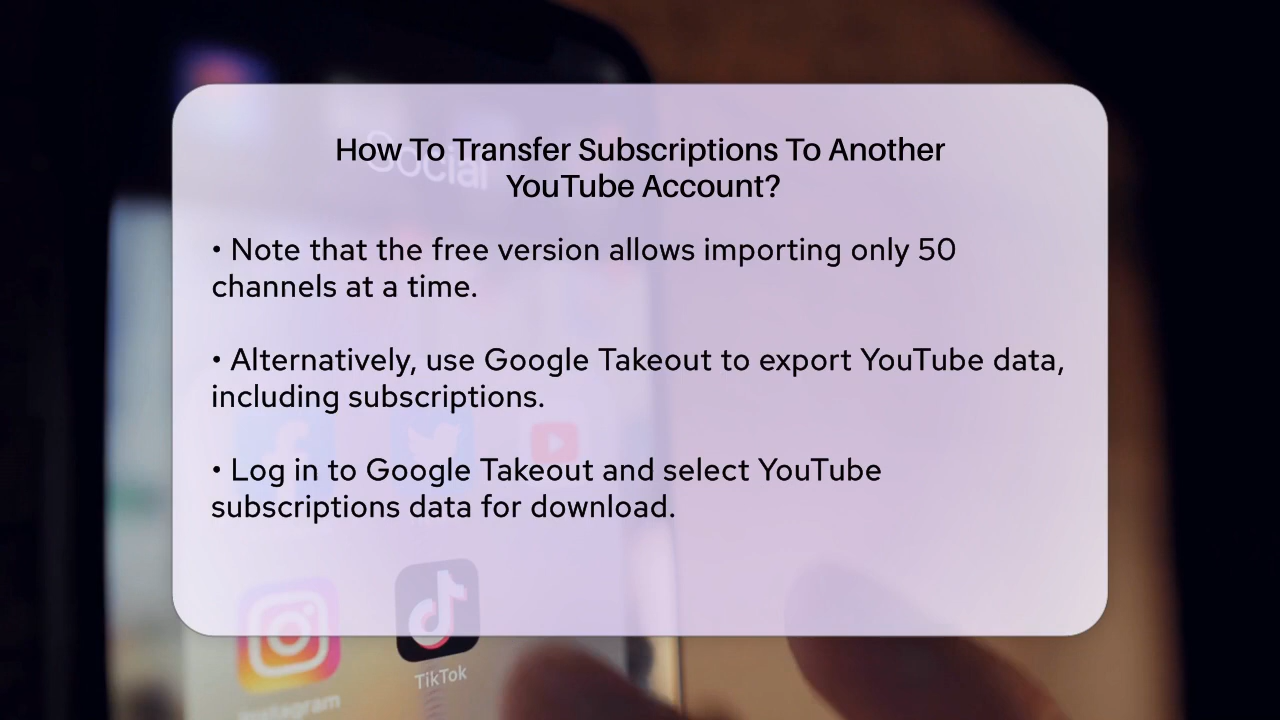 How To Transfer Subscriptions To Another
YouTube Account?
Social
• Note that the free version allows importing only 50
channels at a time.
• Alternatively, use Google Takeout to export YouTube data,
including subscriptions.
• Log in to Google Takeout and select YouTube
subscriptions data for download.
TikTok
Instagram